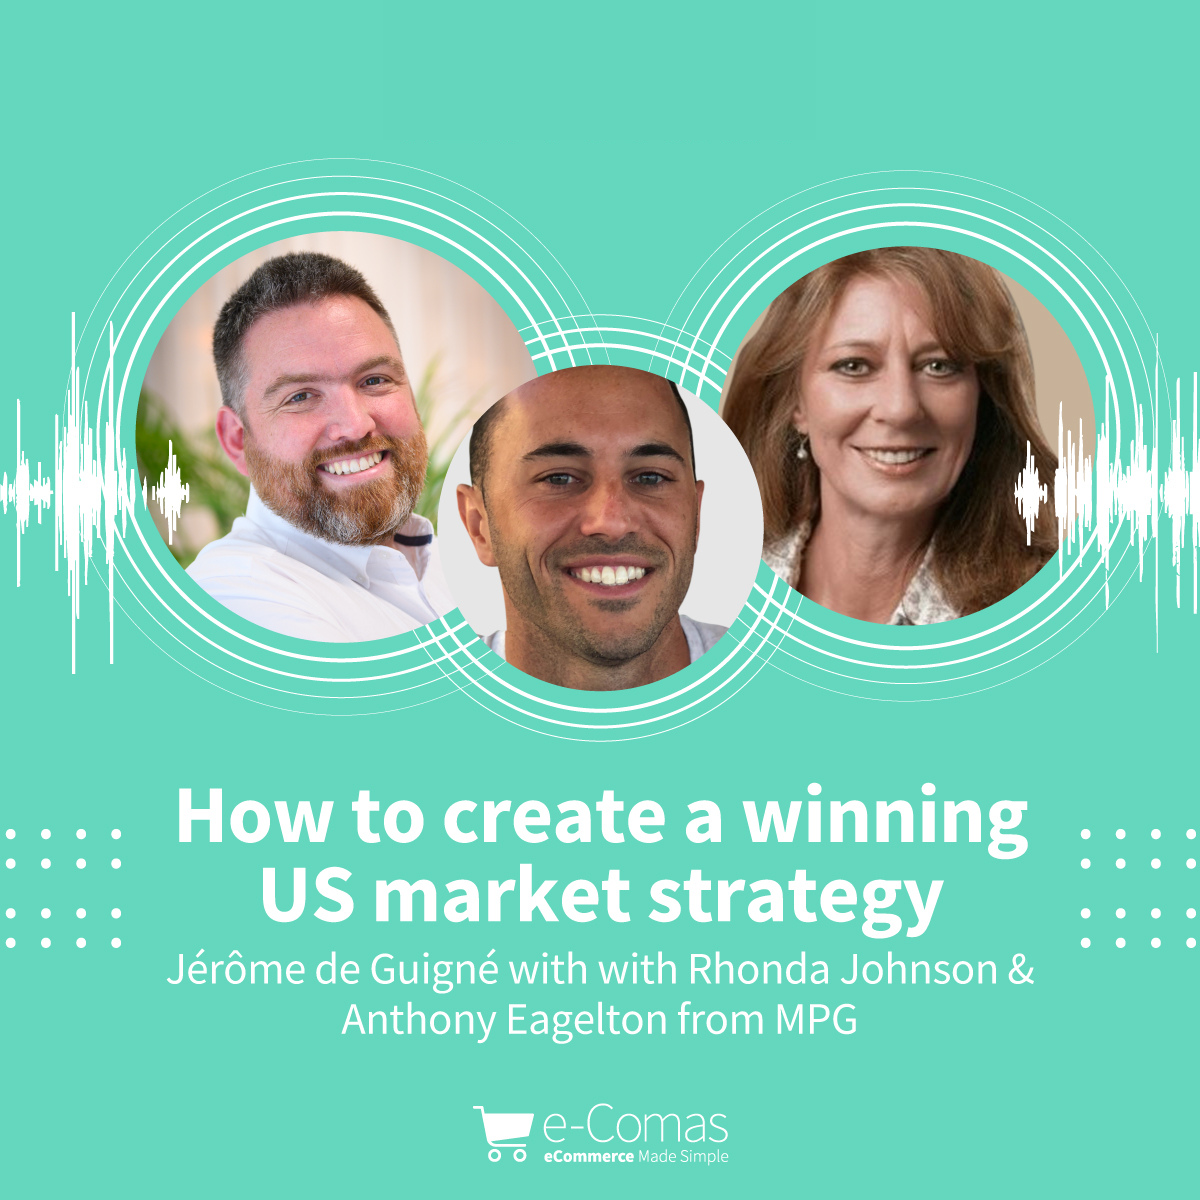 How to create a winning
US market strategy
Jérôme de Guigné with with Rhonda Johnson &
Anthony Eagelton from MPG
e-Comas
eCommerce Made Simple